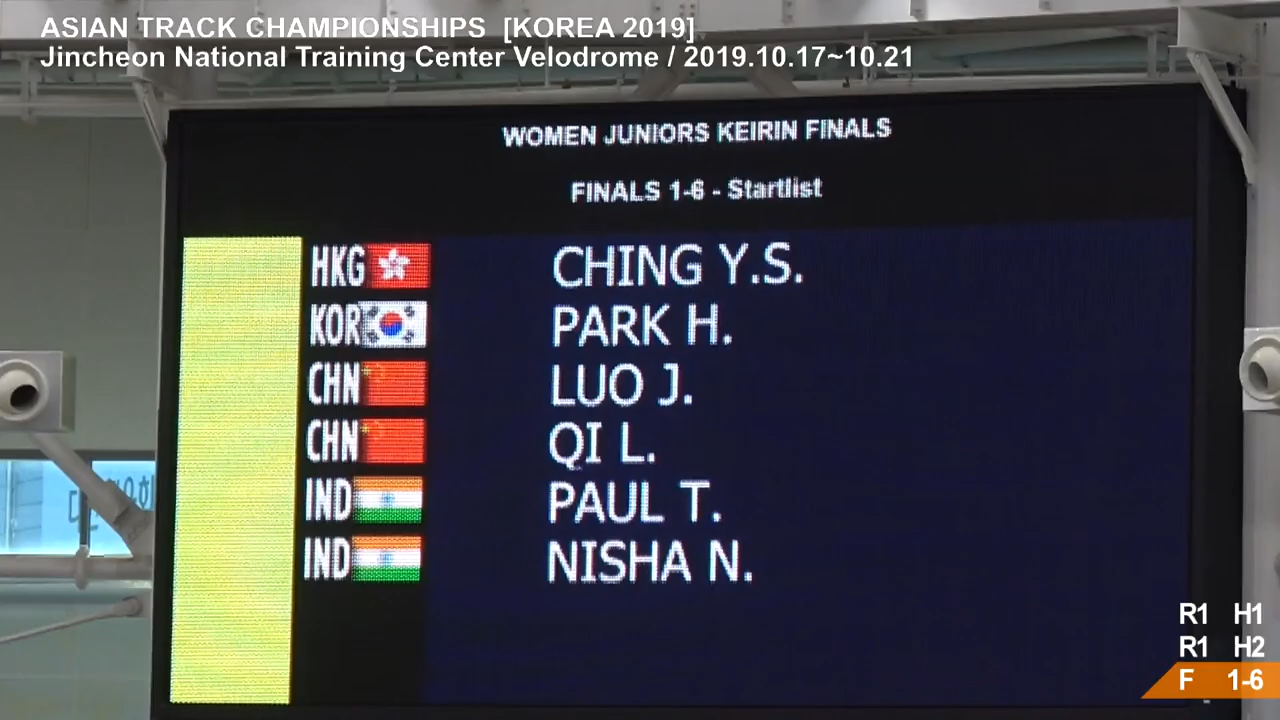 ASIAN TRACK CHAMPIONSHIPS [KOREA 2019]
Jincheon National Training Center Velodrome / 2019.10.17~10.21
WOMEN JUNIORS KEIRIN FINALS
FINALS 1-6 - Startlist
HKG CHING Y.S.
KOR PARK H.
CHN LUO J.
CHN QI L.
IND PAUL T.
IND NISHA N.
R1 H1
R1 H2
F 1-6